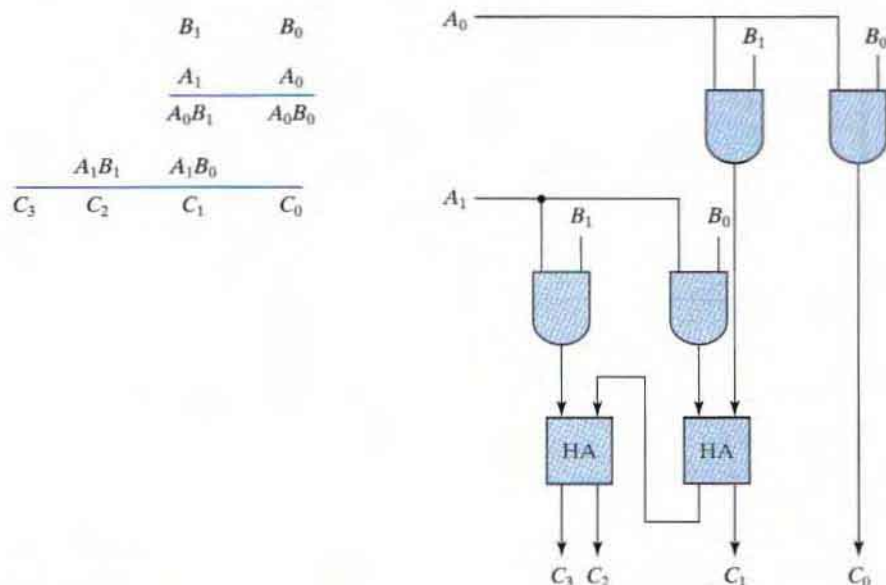 B₁ B₀
A₁ A₀
A₀B₁ A₀B₀
A₁B₁ A₁B₀
C₃ C₂ C₁ C₀
A₀
B₁ B₀
A₁
B₁ B₀
HA HA
C₃ C₂ C₁ C₀